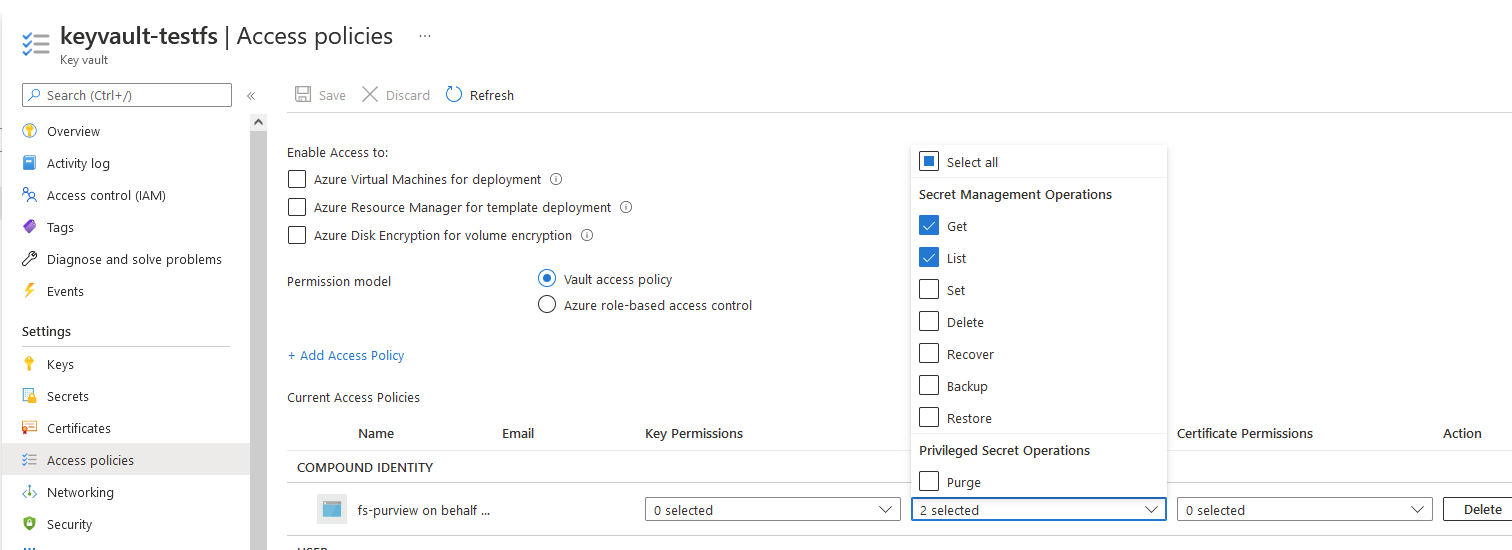 keyvault-testfs | Access policies ...
Key vault
Search (Ctrl+/)
«
Save
Discard
Refresh
Overview
Activity log
Access control (IAM)
Tags
Diagnose and solve problems
Events
Settings
Keys
Secrets
Certificates
Access policies
Networking
Security
Enable Access to:
Azure Virtual Machines for deployment
Azure Resource Manager for template deployment
Azure Disk Encryption for volume encryption
Permission model
Vault access policy
Azure role-based access control
+ Add Access Policy
Current Access Policies
Select all
Secret Management Operations
Get
List
Set
Delete
Recover
Backup
Restore
Privileged Secret Operations
Purge
Name
Email
Key Permissions
Certificate Permissions
Action
COMPOUND IDENTITY
fs-purview on behalf ...
0 selected
2 selected
0 selected
Delete